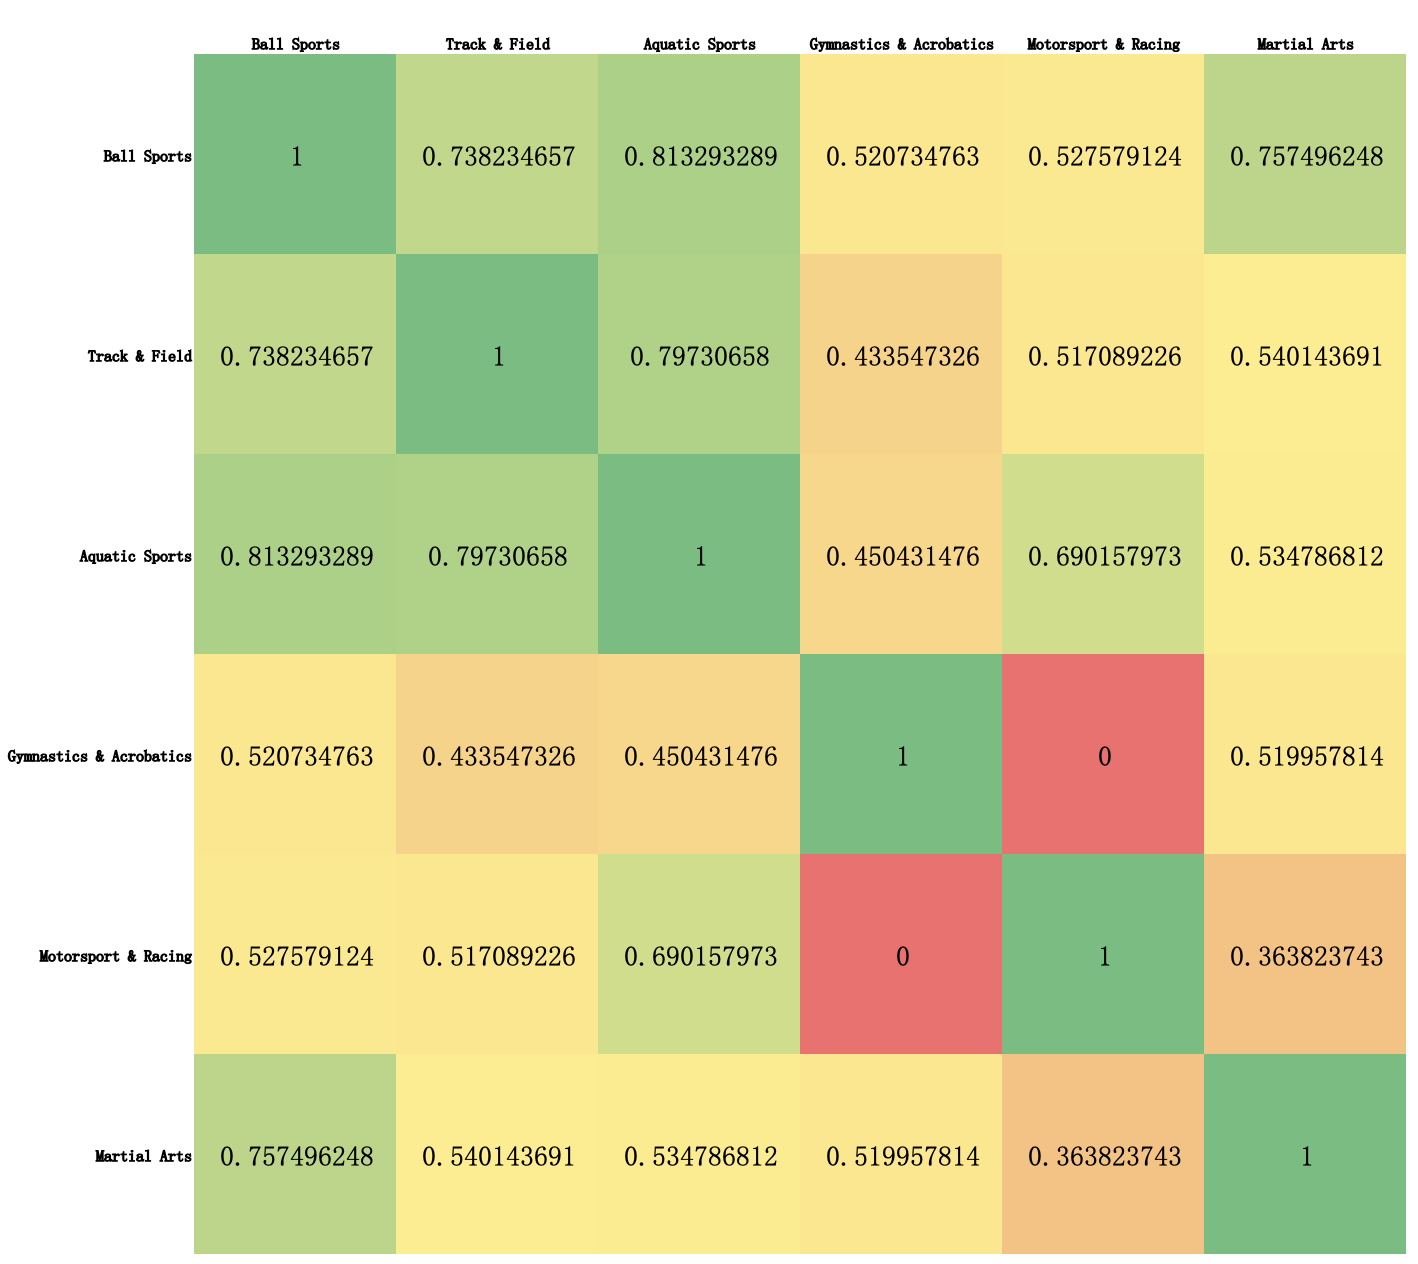 Ball Sports Track & Field Aquatic Sports Gymnastics & Acrobatics Motorsport & Racing Martial Arts
Ball Sports 1 0.738234657 0.813293289 0.520734763 0.527579124 0.757496248
Track & Field 0.738234657 1 0.79730658 0.433547326 0.517089226 0.540143691
Aquatic Sports 0.813293289 0.79730658 1 0.450431476 0.690157973 0.534786812
Gymnastics & Acrobatics 0.520734763 0.433547326 0.450431476 1 0 0.519957814
Motorsport & Racing 0.527579124 0.517089226 0.690157973 0 1 0.363823743
Martial Arts 0.757496248 0.540143691 0.534786812 0.519957814 0.363823743 1